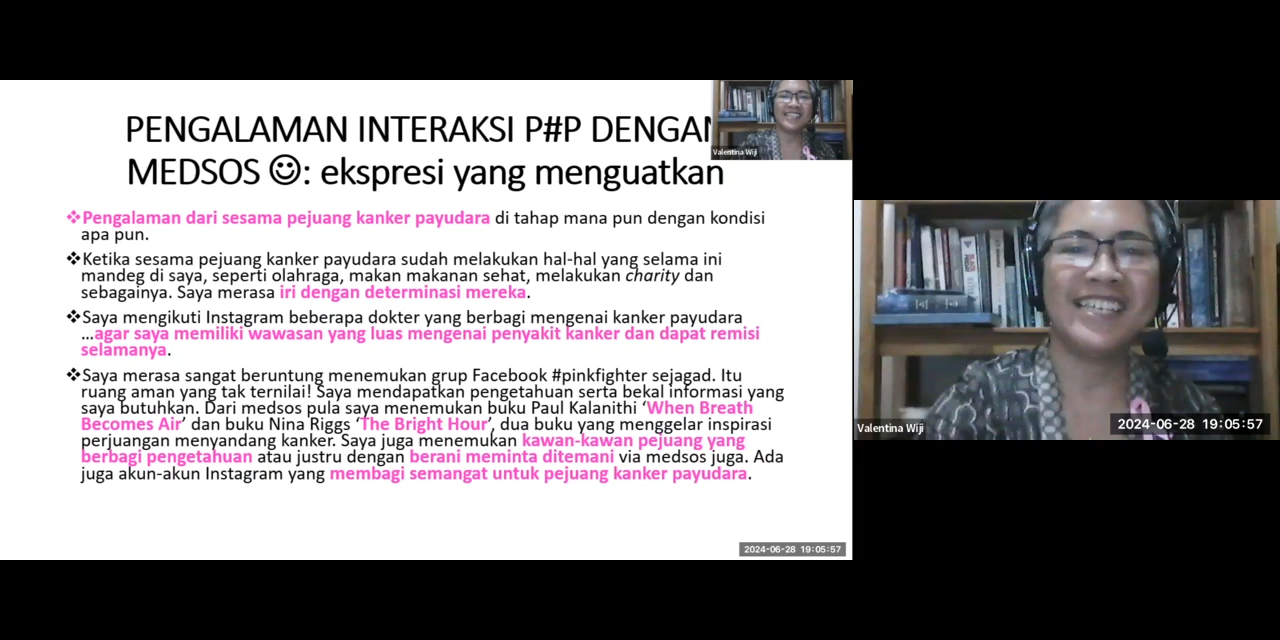 PENGALAMAN INTERAKSI P#P DENGAN
MEDSOS ☺: ekspresi yang menguatkan
Valentina Wiji
❖Pengalaman dari sesama pejuang kanker payudara di tahap mana pun dengan kondisi
apa pun.
❖Ketika sesama pejuang kanker payudara sudah melakukan hal-hal yang selama ini
mandeg di saya, seperti olahraga, makan makanan sehat, melakukan charity dan
sebagainya. Saya merasa iri dengan determinasi mereka.
❖Saya mengikuti Instagram beberapa dokter yang berbagi mengenai kanker payudara
...agar saya memiliki wawasan yang luas mengenai penyakit kanker dan dapat remisi
selamanya.
❖Saya merasa sangat beruntung menemukan grup Facebook #pinkfighter sejagad. Itu
ruang aman yang tak ternilai! Saya mendapatkan pengetahuan serta bekal informasi yang
saya butuhkan. Dari medsos pula saya menemukan buku Paul Kalanithi ‘When Breath
Becomes Air’ dan buku Nina Riggs ‘The Bright Hour’, dua buku yang menggelar inspirasi
perjuangan menyandang kanker. Saya juga menemukan kawan-kawan pejuang yang
berbagi pengetahuan atau justru dengan berani meminta ditemani via medsos juga. Ada
juga akun-akun Instagram yang membagi semangat untuk pejuang kanker payudara.
2024-06-28 19:05:57
Valentina Wiji
2024-06-28 19:05:57